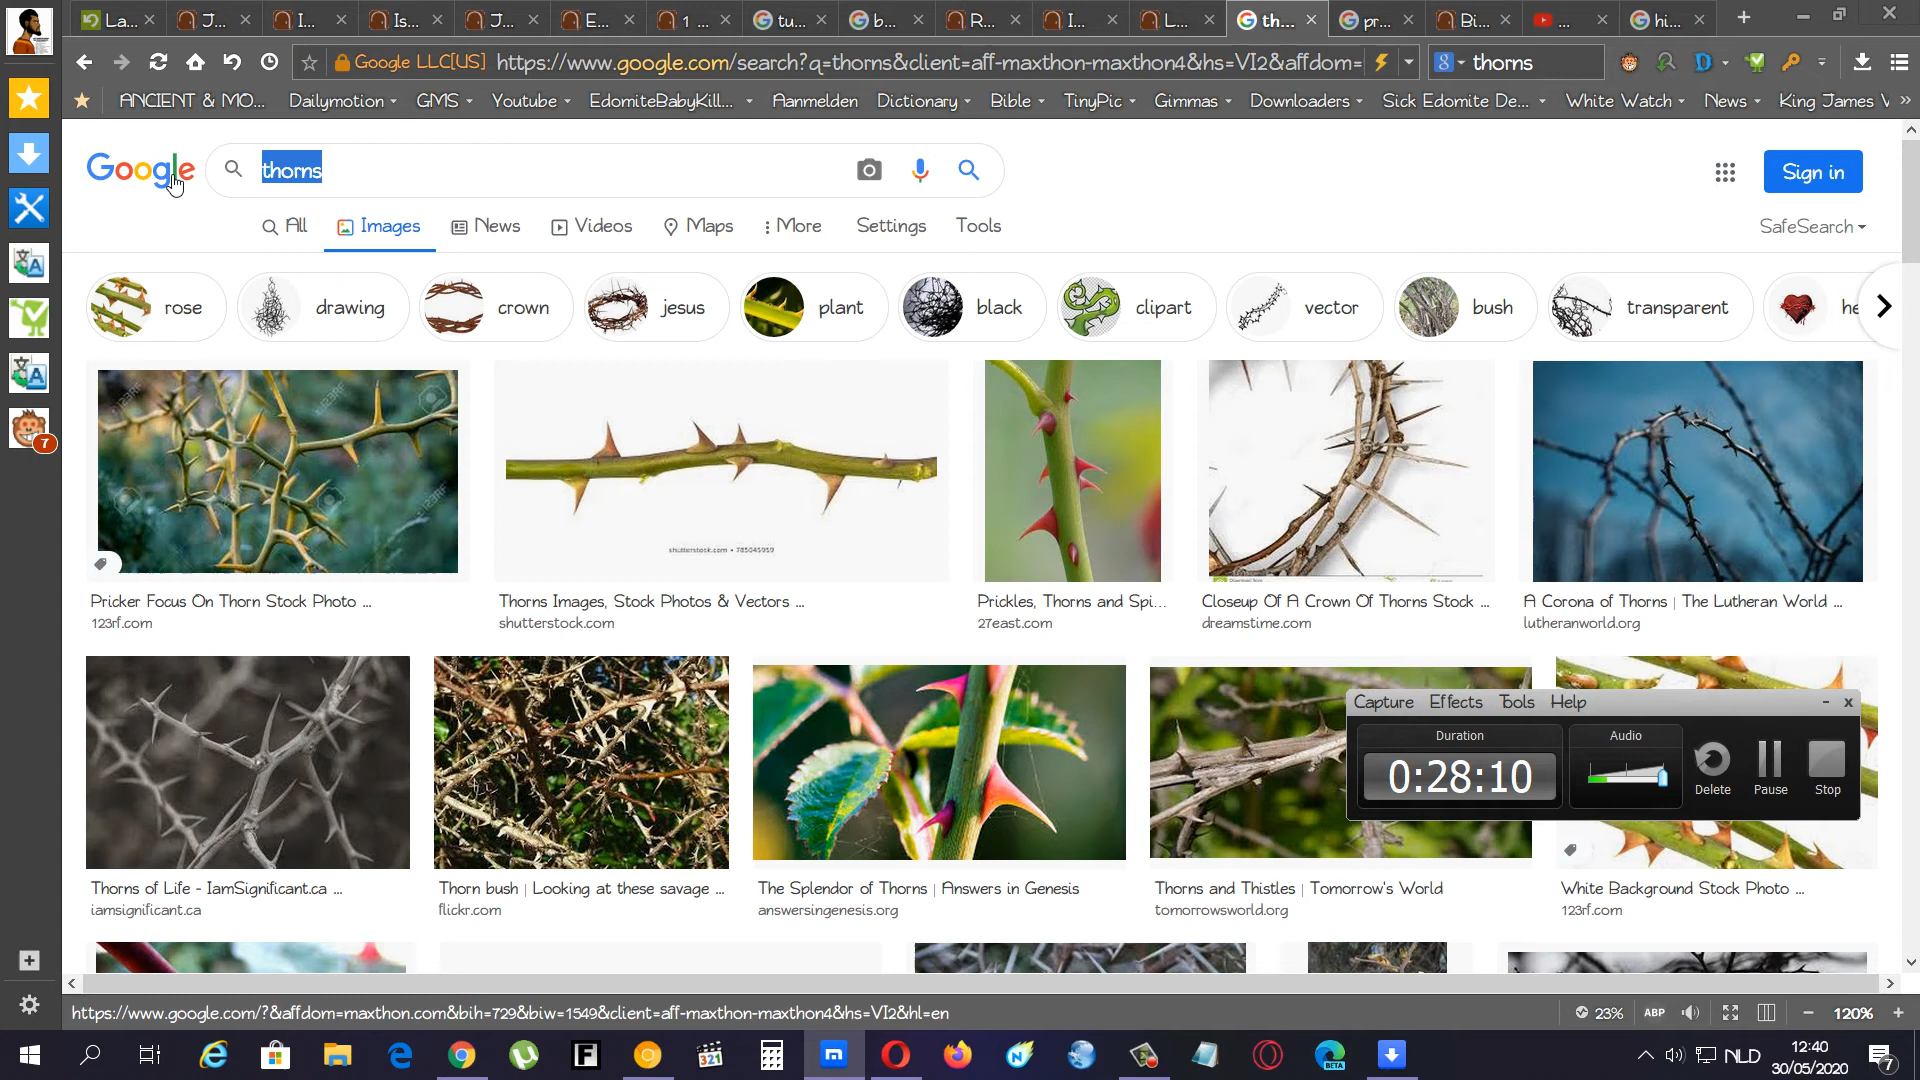 La...
J...
I...
Is...
J...
E...
1 ...
tu...
b...
R...
I...
L...
th...
pr...
Bi...
...
hi...
Google LLC[US] https://www.google.com/search?q=thorns&client=aff-maxthon-maxthon4&hs=VI2&affdom=
thorns
ANCIENT & MO... Dailymotion GMS Youtube EdomiteBabyKill... Aanmelden Dictionary Bible TinyPic Gimmas Downloaders Sick Edomite De... White Watch News King James V
Google
thorns
Sign in
All Images News Videos Maps More Settings Tools
SafeSearch
rose drawing crown jesus plant black clipart vector bush transparent he
shutterstock.com • 785045959
Pricker Focus On Thorn Stock Photo ...
123rf.com
Thorns Images, Stock Photos & Vectors ...
shutterstock.com
Prickles, Thorns and Spi...
27east.com
Closeup Of A Crown Of Thorns Stock ...
dreamstime.com
A Corona of Thorns | The Lutheran World ...
lutheranworld.org
Capture Effects Tools Help
Duration
Audio
0:28:10
Delete
Pause
Stop
Thorns of Life - IamSignificant.ca ...
iamsignificant.ca
Thorn bush | Looking at these savage ...
flickr.com
The Splendor of Thorns | Answers in Genesis
answersingenesis.org
Thorns and Thistles | Tomorrow's World
tomorrowsworld.org
White Background Stock Photo ...
123rf.com
7
https://www.google.com/?&affdom=maxthon.com&bih=729&biw=1549&client=aff-maxthon-maxthon4&hs=VI2&hl=en
23%
ABP
120%
321
BETA
NLD
12:40
30/05/2020
7